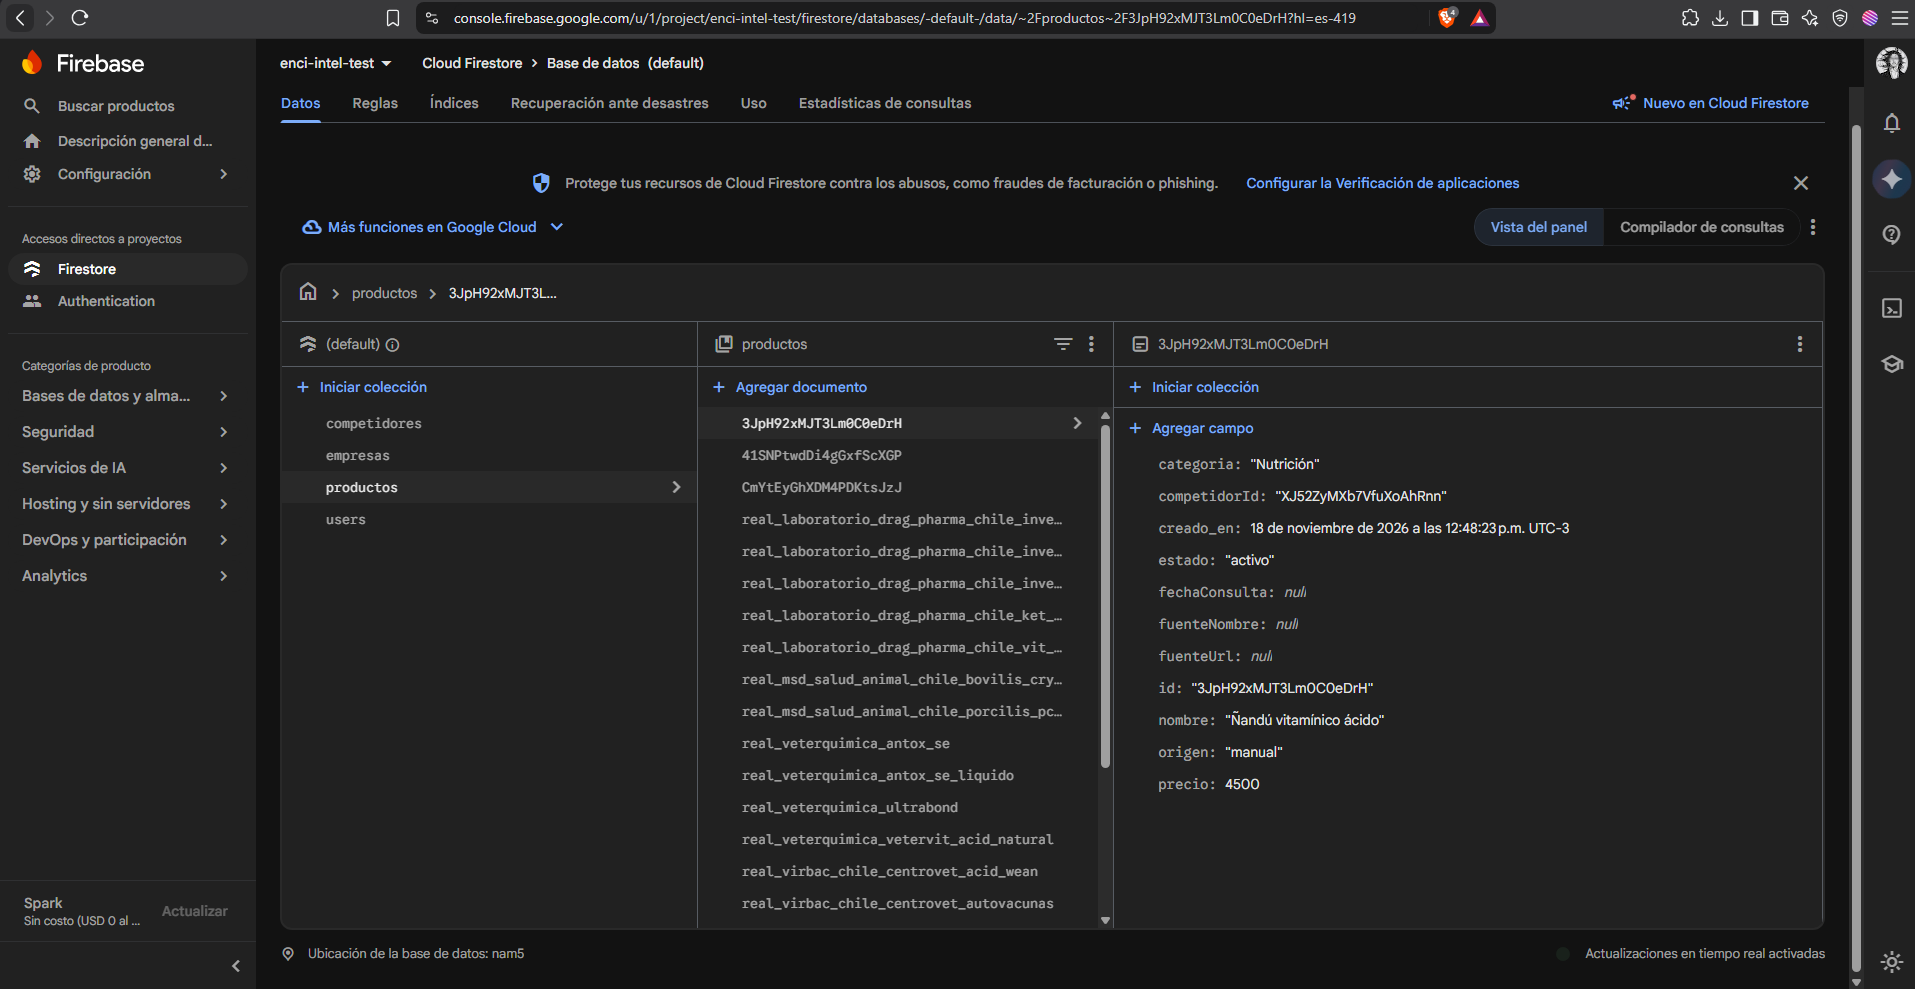 console.firebase.google.com/u/1/project/enci-intel-test/firestore/databases/-default-/data/~2Fproductos~2F3JpH92xMJT3Lm0C0eDrH?hl=es-419
4
Firebase
Buscar productos
Descripción general d...
Configuración
Accesos directos a proyectos
Firestore
Authentication
Categorías de producto
Bases de datos y alma...
Seguridad
Servicios de IA
Hosting y sin servidores
DevOps y participación
Analytics
Spark
Sin costo (USD 0 al ...
Actualizar
enci-intel-test
Cloud Firestore > Base de datos (default)
Datos
Reglas
Índices
Recuperación ante desastres
Uso
Estadísticas de consultas
Nuevo en Cloud Firestore
Protege tus recursos de Cloud Firestore contra los abusos, como fraudes de facturación o phishing.
Configurar la Verificación de aplicaciones
Más funciones en Google Cloud
Vista del panel
Compilador de consultas
productos > 3JpH92xMJT3L...
(default)
+ Iniciar colección
competidores
empresas
productos
users
productos
+ Agregar documento
3JpH92xMJT3Lm0C0eDrH
41SNPtwdDi4gGxfScXGP
CmYtEyGhXDM4PDKtsJzJ
real_laboratorio_drag_pharma_chile_inve…
real_laboratorio_drag_pharma_chile_inve…
real_laboratorio_drag_pharma_chile_inve…
real_laboratorio_drag_pharma_chile_ket_…
real_laboratorio_drag_pharma_chile_vit_…
real_msd_salud_animal_chile_bovilis_cry…
real_msd_salud_animal_chile_porcilis_pc…
real_veterquimica_antox_se
real_veterquimica_antox_se_liquido
real_veterquimica_ultrabond
real_veterquimica_vetervit_acid_natural
real_virbac_chile_centrovet_acid_wean
real_virbac_chile_centrovet_autovacunas
3JpH92xMJT3Lm0C0eDrH
+ Iniciar colección
+ Agregar campo
categoria: "Nutrición"
competidorId: "XJ52ZyMXb7VfuXoAhRnn"
creado_en: 18 de noviembre de 2026 a las 12:48:23 p.m. UTC-3
estado: "activo"
fechaConsulta: null
fuenteNombre: null
fuenteUrl: null
id: "3JpH92xMJT3Lm0C0eDrH"
nombre: "Ñandú vitamínico ácido"
origen: "manual"
precio: 4500
Ubicación de la base de datos: nam5
Actualizaciones en tiempo real activadas